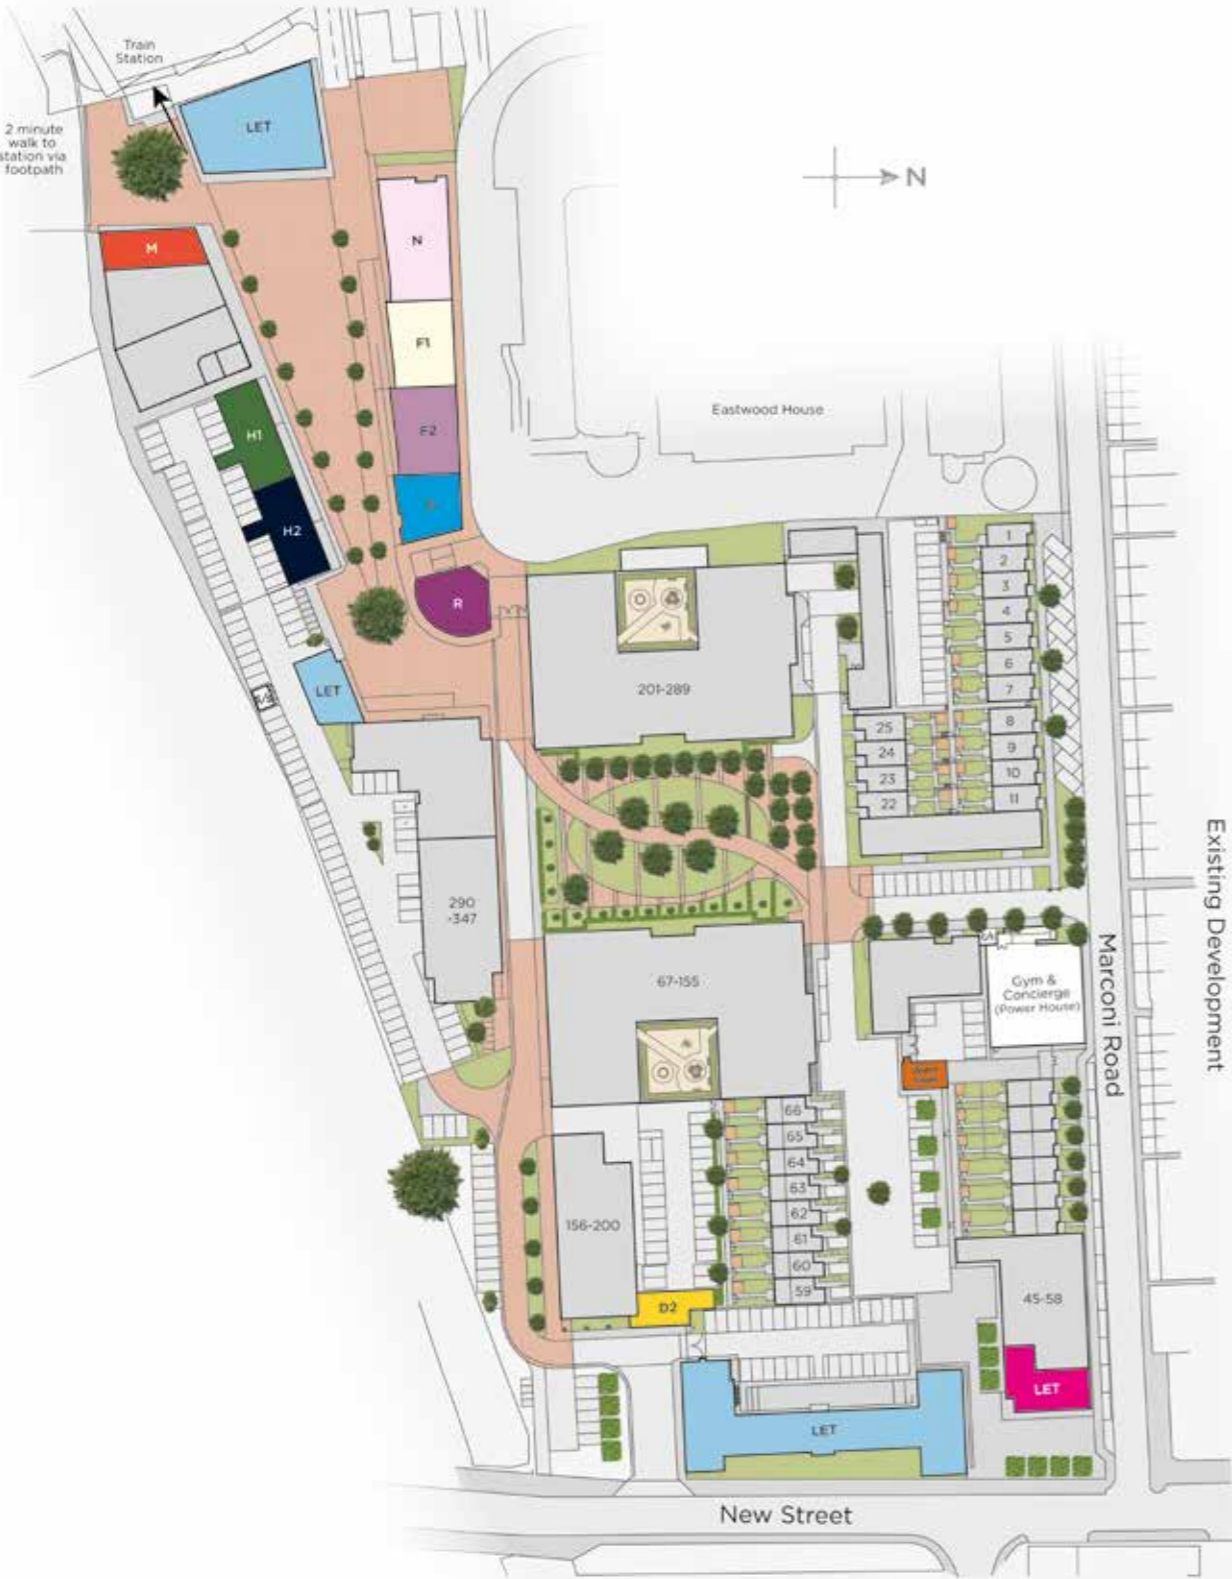 Train
Station
2 minute
walk to
station via
footpath
LET
N
M
N
F1
Eastwood House
F2
H1
H2
R
LET
201-289
1
2
3
4
5
6
7
8
9
10
11
25
24
23
22
290
-347
67-155
Gym &
Concierge
(Power House)
Marconi Road
Existing Development
66
65
64
63
62
61
60
59
156-200
D2
45-58
LET
LET
New Street